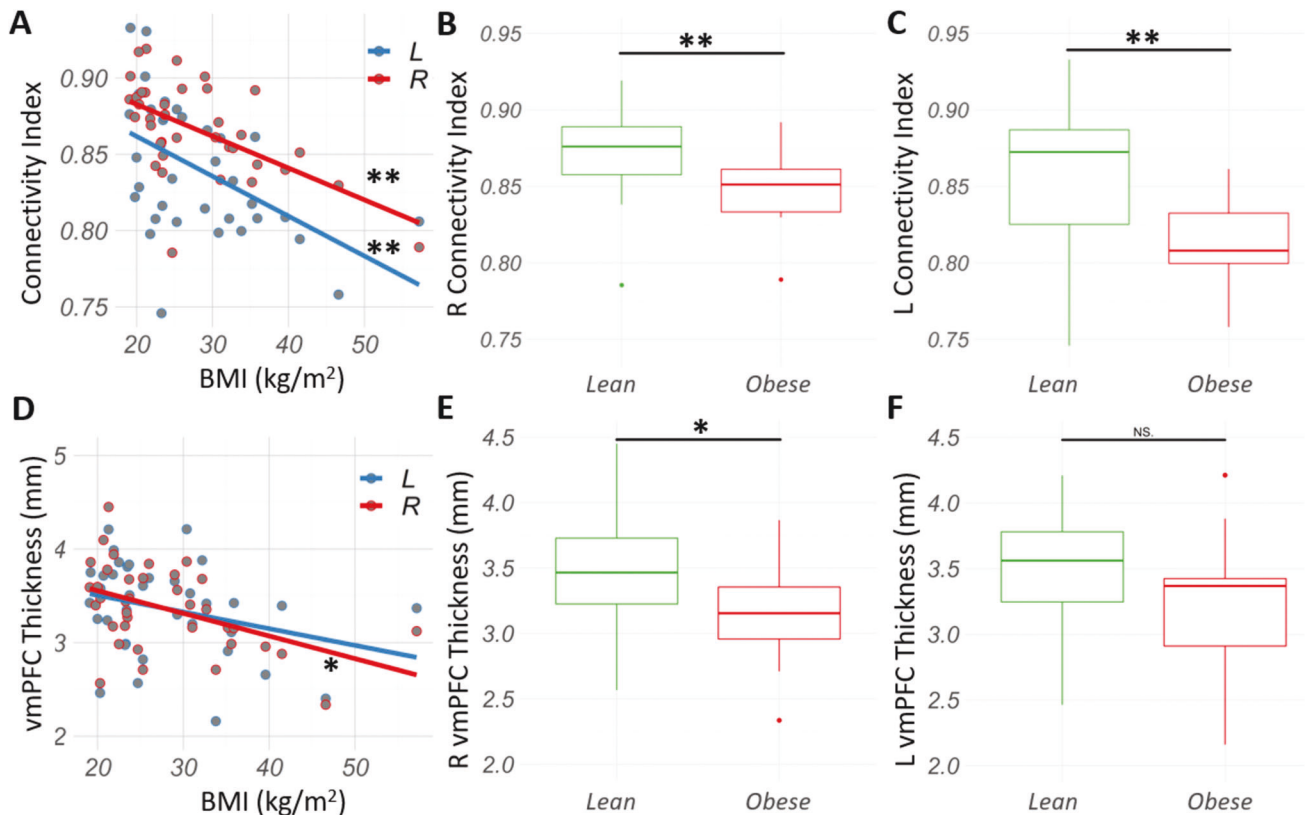 A
Connectivity Index
0.90
0.85
0.80
0.75
L
R
**
**
20
30
40
50
BMI (kg/m²)
B
R Connectivity Index
0.95
0.90
0.85
0.80
0.75
**
Lean
Obese
C
L Connectivity Index
0.95
0.90
0.85
0.80
0.75
**
Lean
Obese
D
vmPFC Thickness (mm)
5
4
3
2
L
R
*
20
30
40
50
BMI (kg/m²)
E
R vmPFC Thickness (mm)
4.5
4.0
3.5
3.0
2.5
2.0
*
Lean
Obese
F
L vmPFC Thickness (mm)
4.5
4.0
3.5
3.0
2.5
2.0
NS.
Lean
Obese